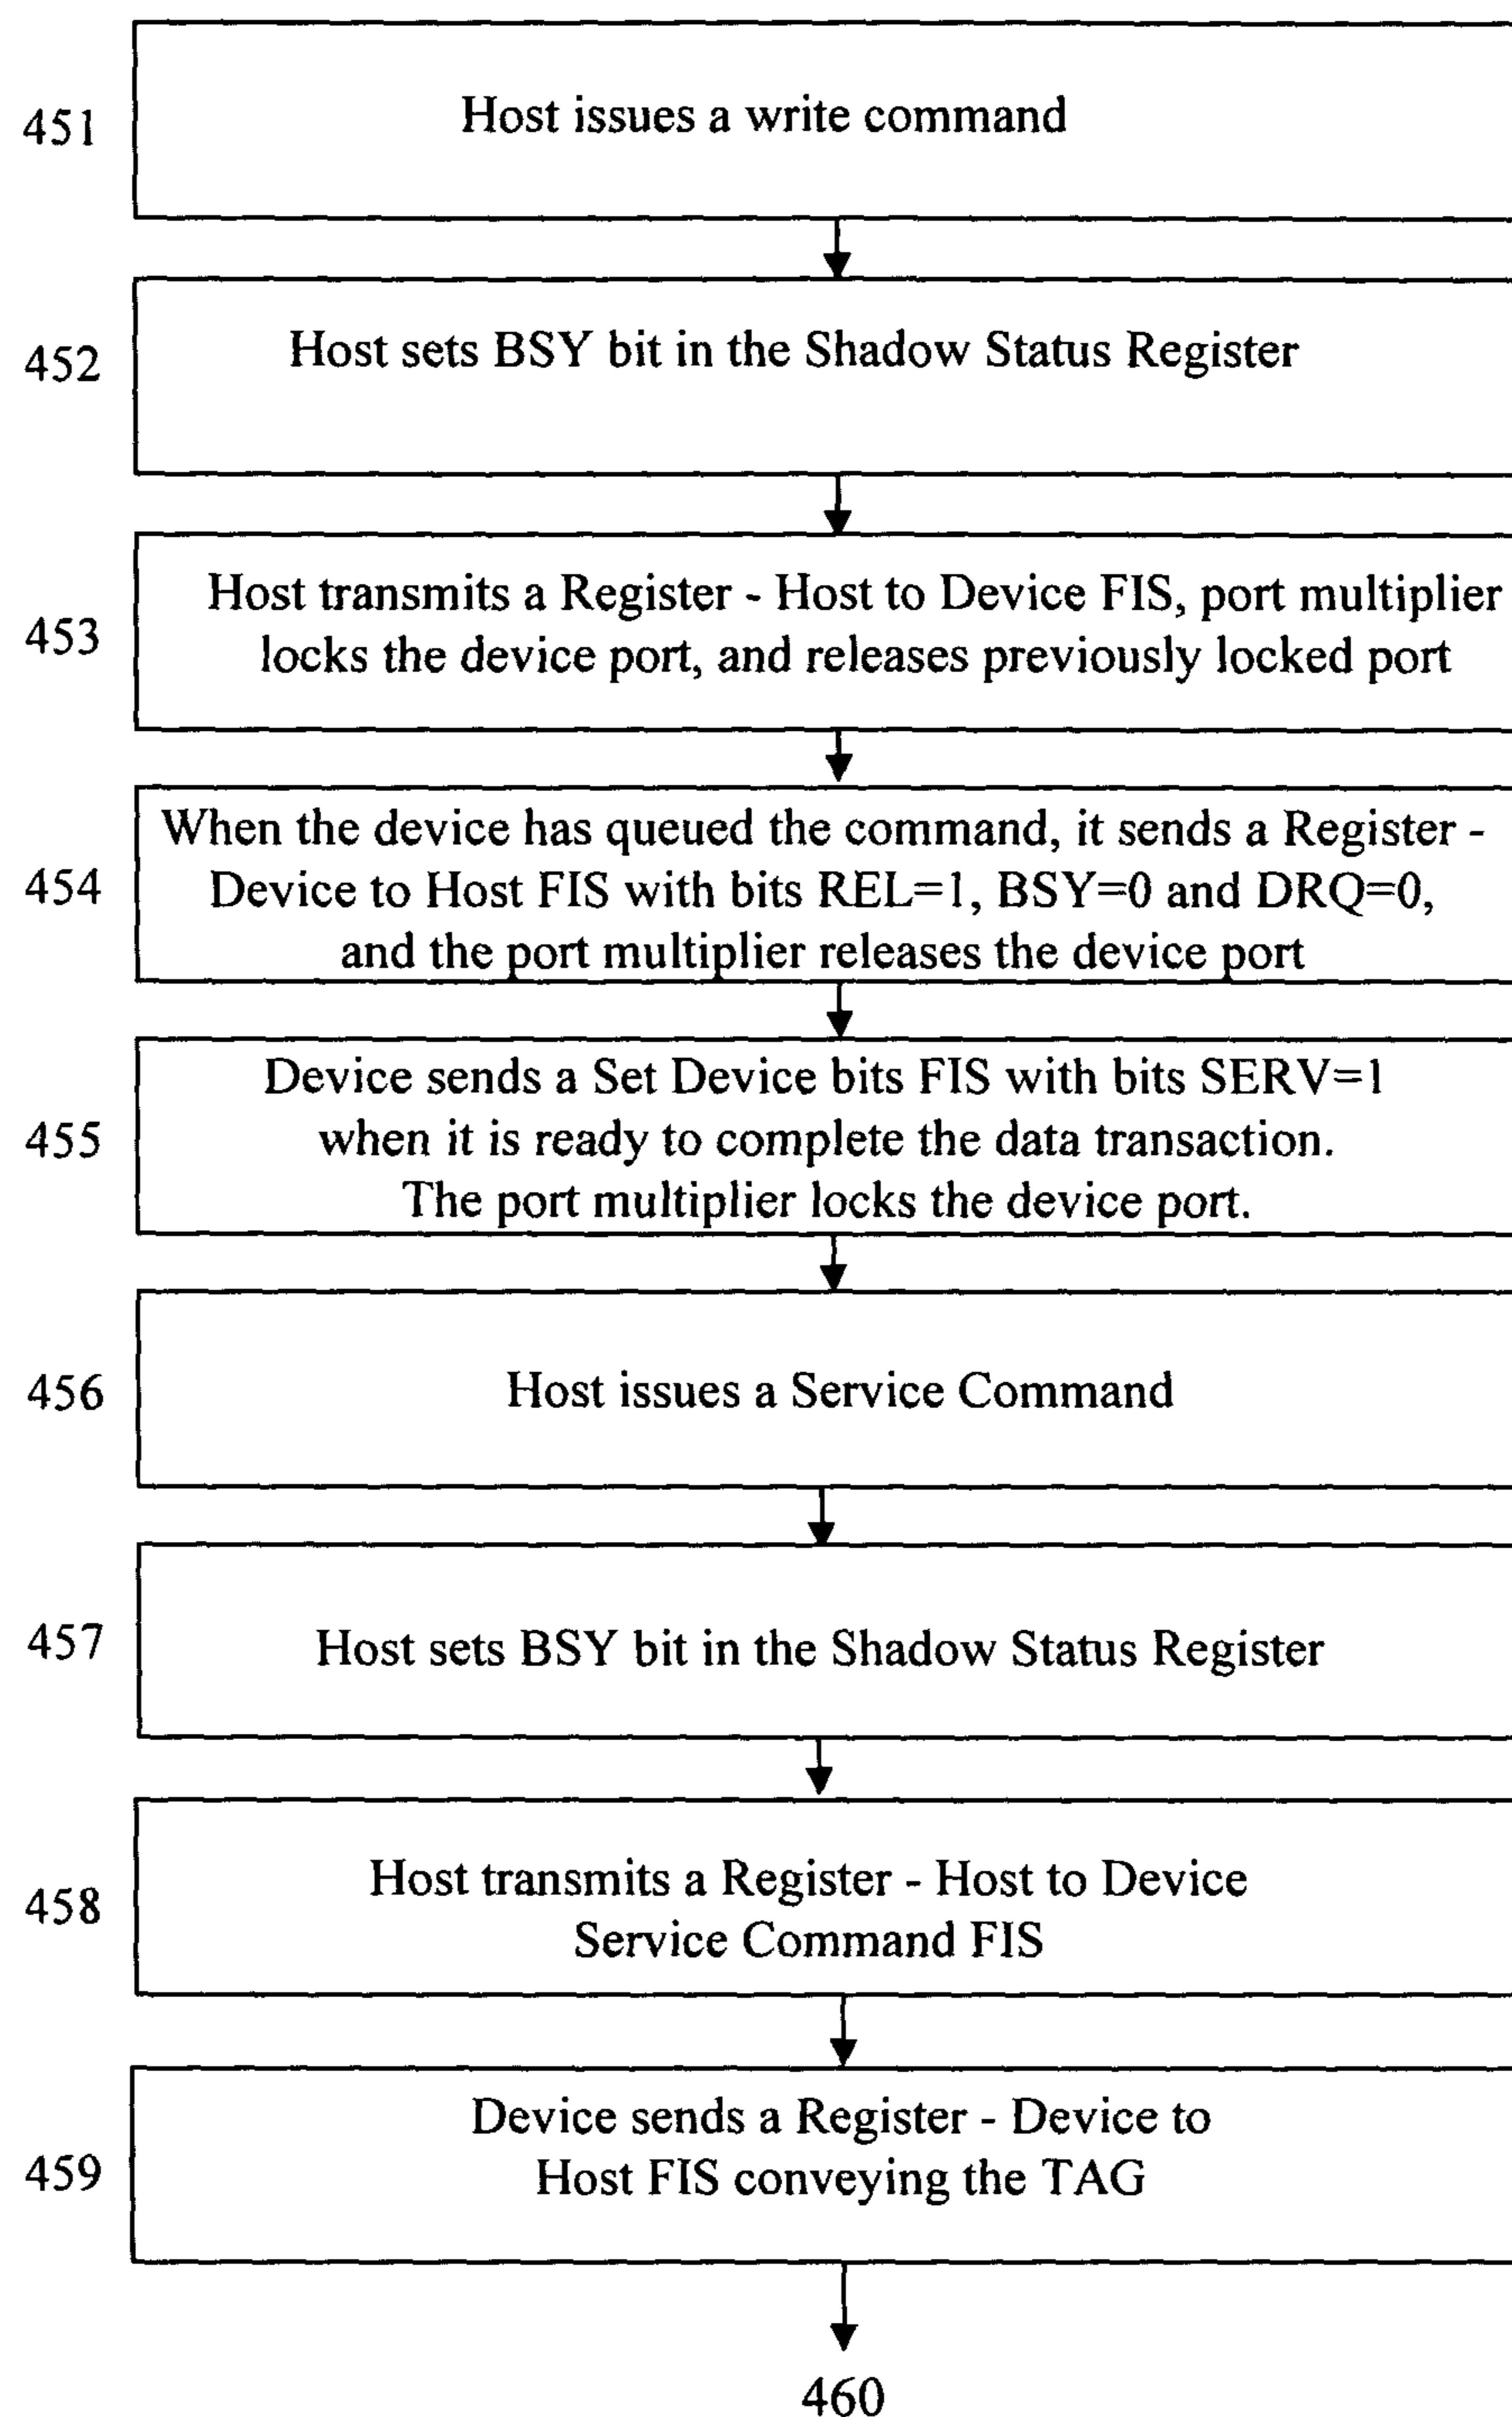 451
Host issues a write command
452
Host sets BSY bit in the Shadow Status Register
453
Host transmits a Register - Host to Device FIS, port multiplier
locks the device port, and releases previously locked port
454
When the device has queued the command, it sends a Register -
Device to Host FIS with bits REL=1, BSY=0 and DRQ=0,
and the port multiplier releases the device port
455
Device sends a Set Device bits FIS with bits SERV=1
when it is ready to complete the data transaction.
The port multiplier locks the device port.
456
Host issues a Service Command
457
Host sets BSY bit in the Shadow Status Register
458
Host transmits a Register - Host to Device
Service Command FIS
459
Device sends a Register - Device to
Host FIS conveying the TAG
460